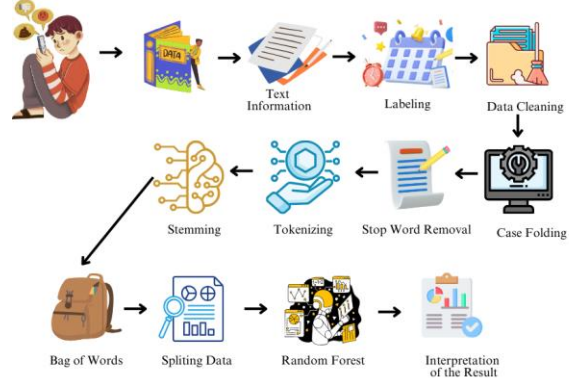 DATA
Text
Information
Labeling
Data Cleaning
Stemming
Tokenizing
Stop Word Removal
Case Folding
Bag of Words
Spliting Data
Random Forest
Interpretation
of the Result